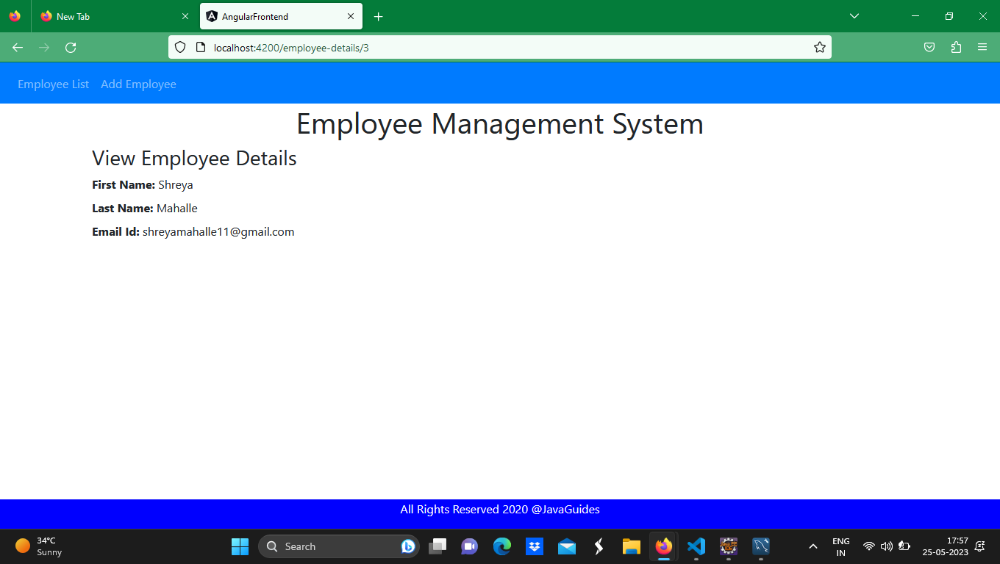 New Tab
AngularFrontend
localhost:4200/employee-details/3
Employee List Add Employee
Employee Management System
View Employee Details
First Name: Shreya
Last Name: Mahalle
Email Id: shreyamahalle11@gmail.com
All Rights Reserved 2020 @JavaGuides
34°C
Sunny
Search
ENG
IN
17:57
25-05-2023